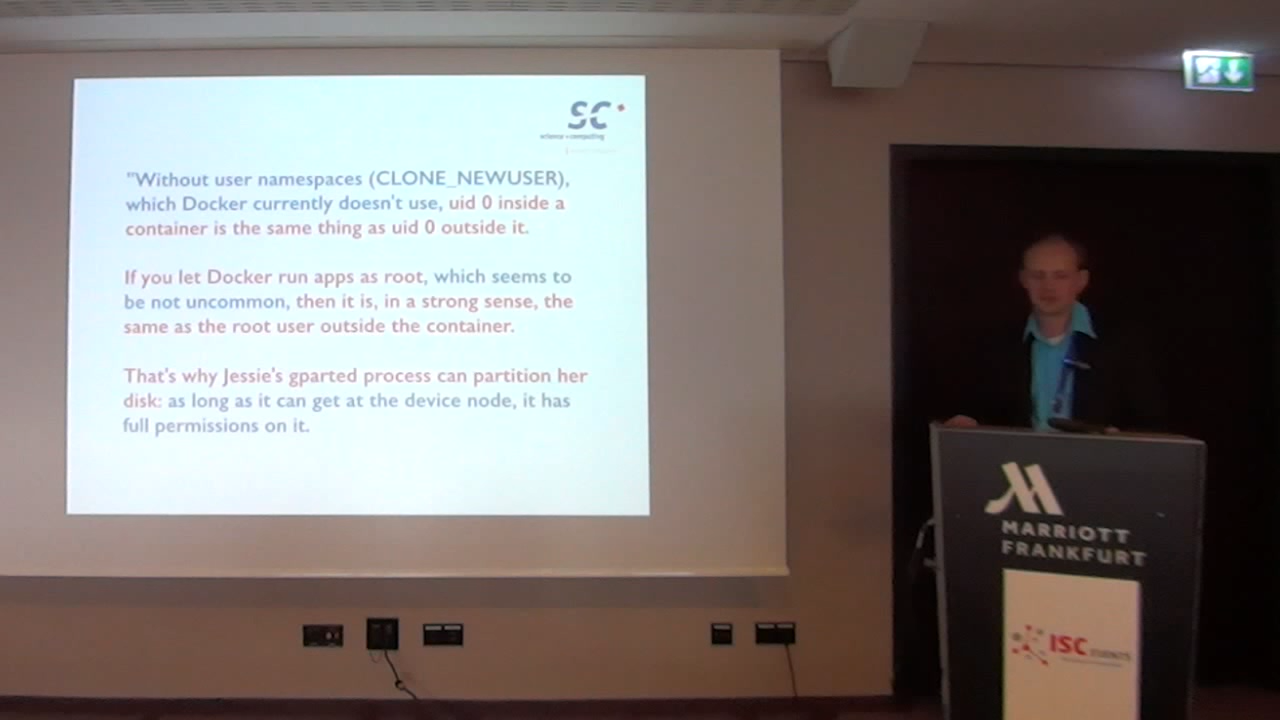 SC
science + computing
"Without user namespaces (CLONE_NEWUSER),
which Docker currently doesn't use, uid 0 inside a
container is the same thing as uid 0 outside it.
If you let Docker run apps as root, which seems to
be not uncommon, then it is, in a strong sense, the
same as the root user outside the container.
That's why Jessie's gparted process can partition her
disk: as long as it can get at the device node, it has
full permissions on it.
MARRIOTT
FRANKFURT
ISC EVENTS